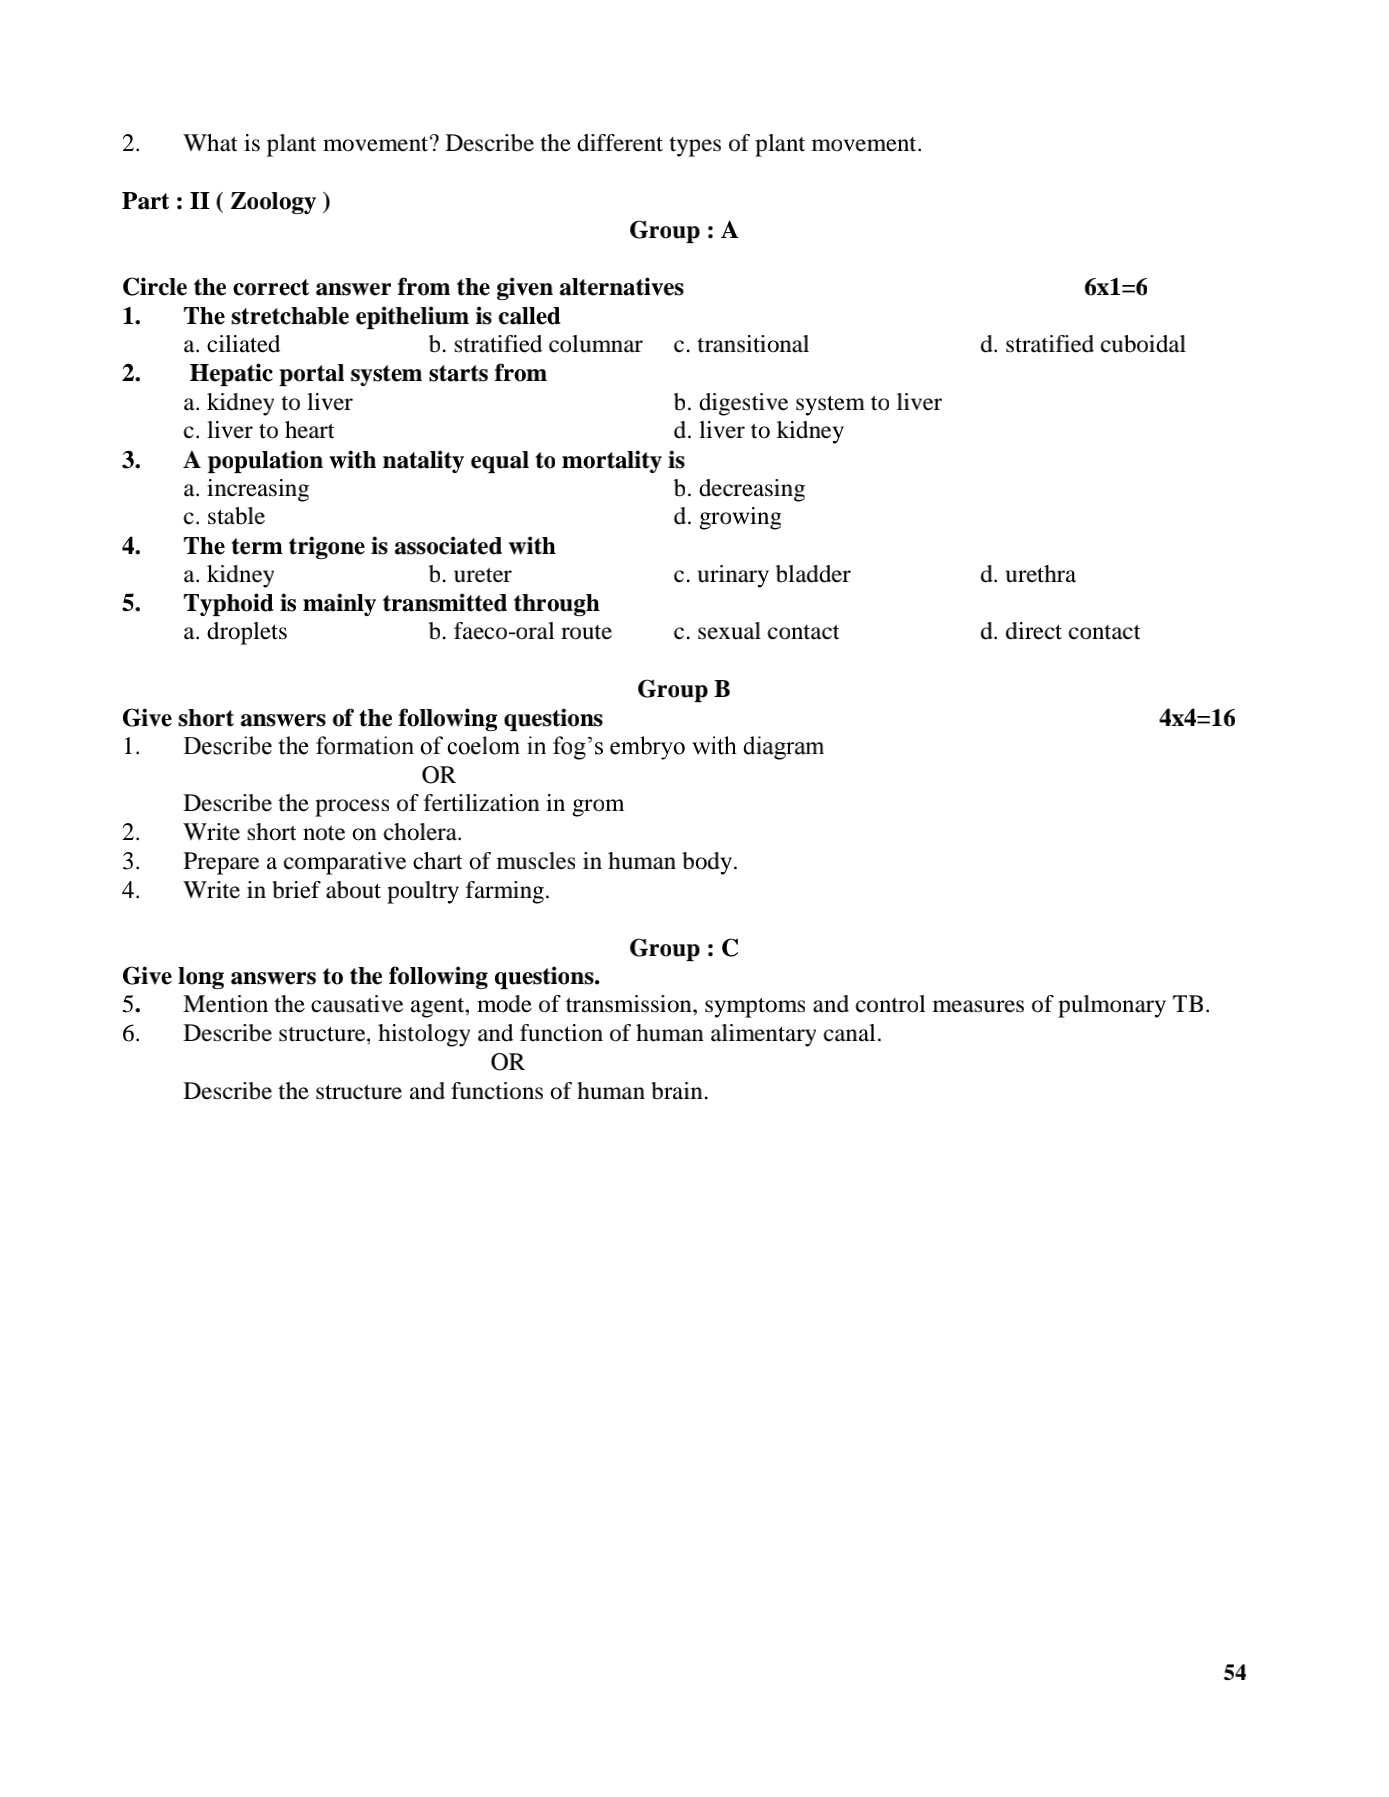 2. What is plant movement? Describe the different types of plant movement.
Part : II ( Zoology )
Group : A
Circle the correct answer from the given alternatives 6x1=6
1. The stretchable epithelium is called
a. ciliated b. stratified columnar c. transitional d. stratified cuboidal
2. Hepatic portal system starts from
a. kidney to liver b. digestive system to liver
c. liver to heart d. liver to kidney
3. A population with natality equal to mortality is
a. increasing b. decreasing
c. stable d. growing
4. The term trigone is associated with
a. kidney b. ureter c. urinary bladder d. urethra
5. Typhoid is mainly transmitted through
a. droplets b. faeco-oral route c. sexual contact d. direct contact
Group B
Give short answers of the following questions 4x4=16
1. Describe the formation of coelom in fog’s embryo with diagram
OR
Describe the process of fertilization in grom
2. Write short note on cholera.
3. Prepare a comparative chart of muscles in human body.
4. Write in brief about poultry farming.
Group : C
Give long answers to the following questions.
5. Mention the causative agent, mode of transmission, symptoms and control measures of pulmonary TB.
6. Describe structure, histology and function of human alimentary canal.
OR
Describe the structure and functions of human brain.
54